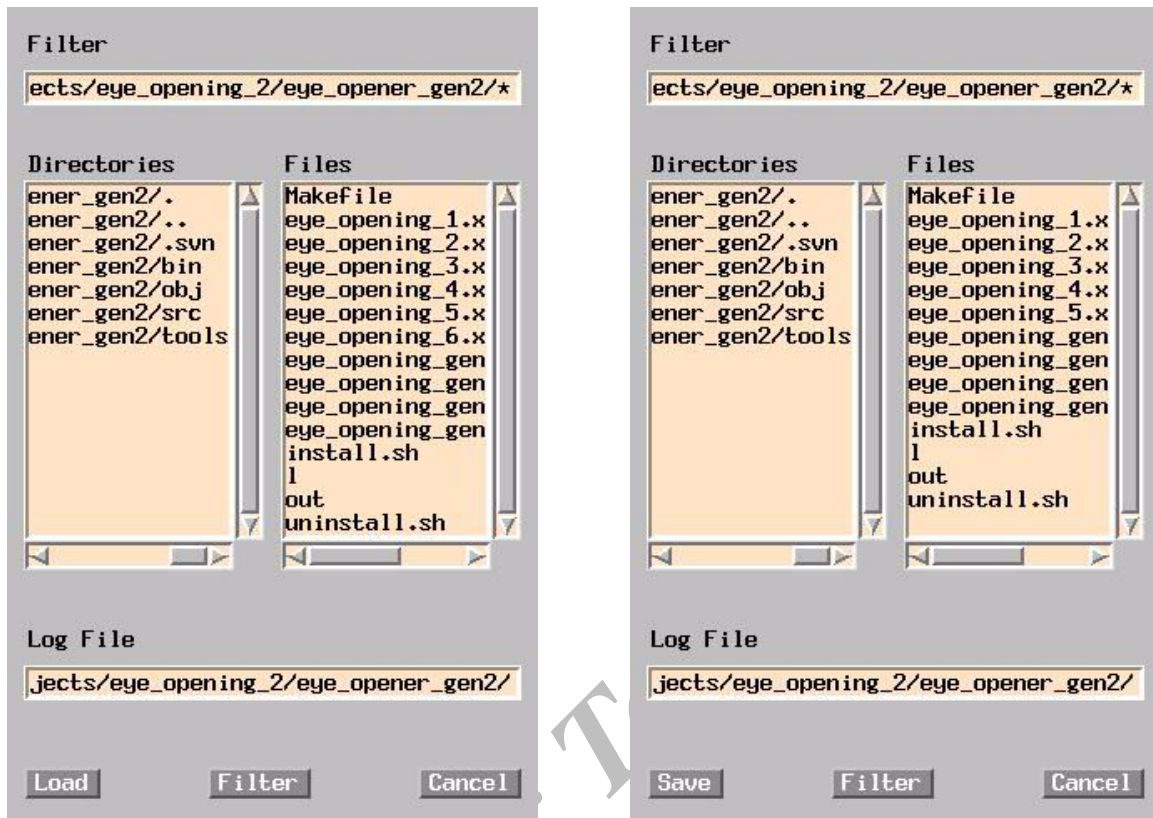 Filter
ects/eye_opening_2/eye_opener_gen2/*
Directories
ener_gen2/.
ener_gen2/..
ener_gen2/.svn
ener_gen2/bin
ener_gen2/obj
ener_gen2/src
ener_gen2/tools
Files
Makefile
eye_opening_1.x
eye_opening_2.x
eye_opening_3.x
eye_opening_4.x
eye_opening_5.x
eye_opening_6.x
eye_opening_gen
eye_opening_gen
eye_opening_gen
eye_opening_gen
install.sh
l
out
uninstall.sh
Log File
jects/eye_opening_2/eye_opener_gen2/
Load Filter Cancel
Filter
ects/eye_opening_2/eye_opener_gen2/*
Directories
ener_gen2/.
ener_gen2/..
ener_gen2/.svn
ener_gen2/bin
ener_gen2/obj
ener_gen2/src
ener_gen2/tools
Files
Makefile
eye_opening_1.x
eye_opening_2.x
eye_opening_3.x
eye_opening_4.x
eye_opening_5.x
eye_opening_gen
eye_opening_gen
eye_opening_gen
eye_opening_gen
install.sh
l
out
uninstall.sh
Log File
jects/eye_opening_2/eye_opener_gen2/
Save Filter Cancel